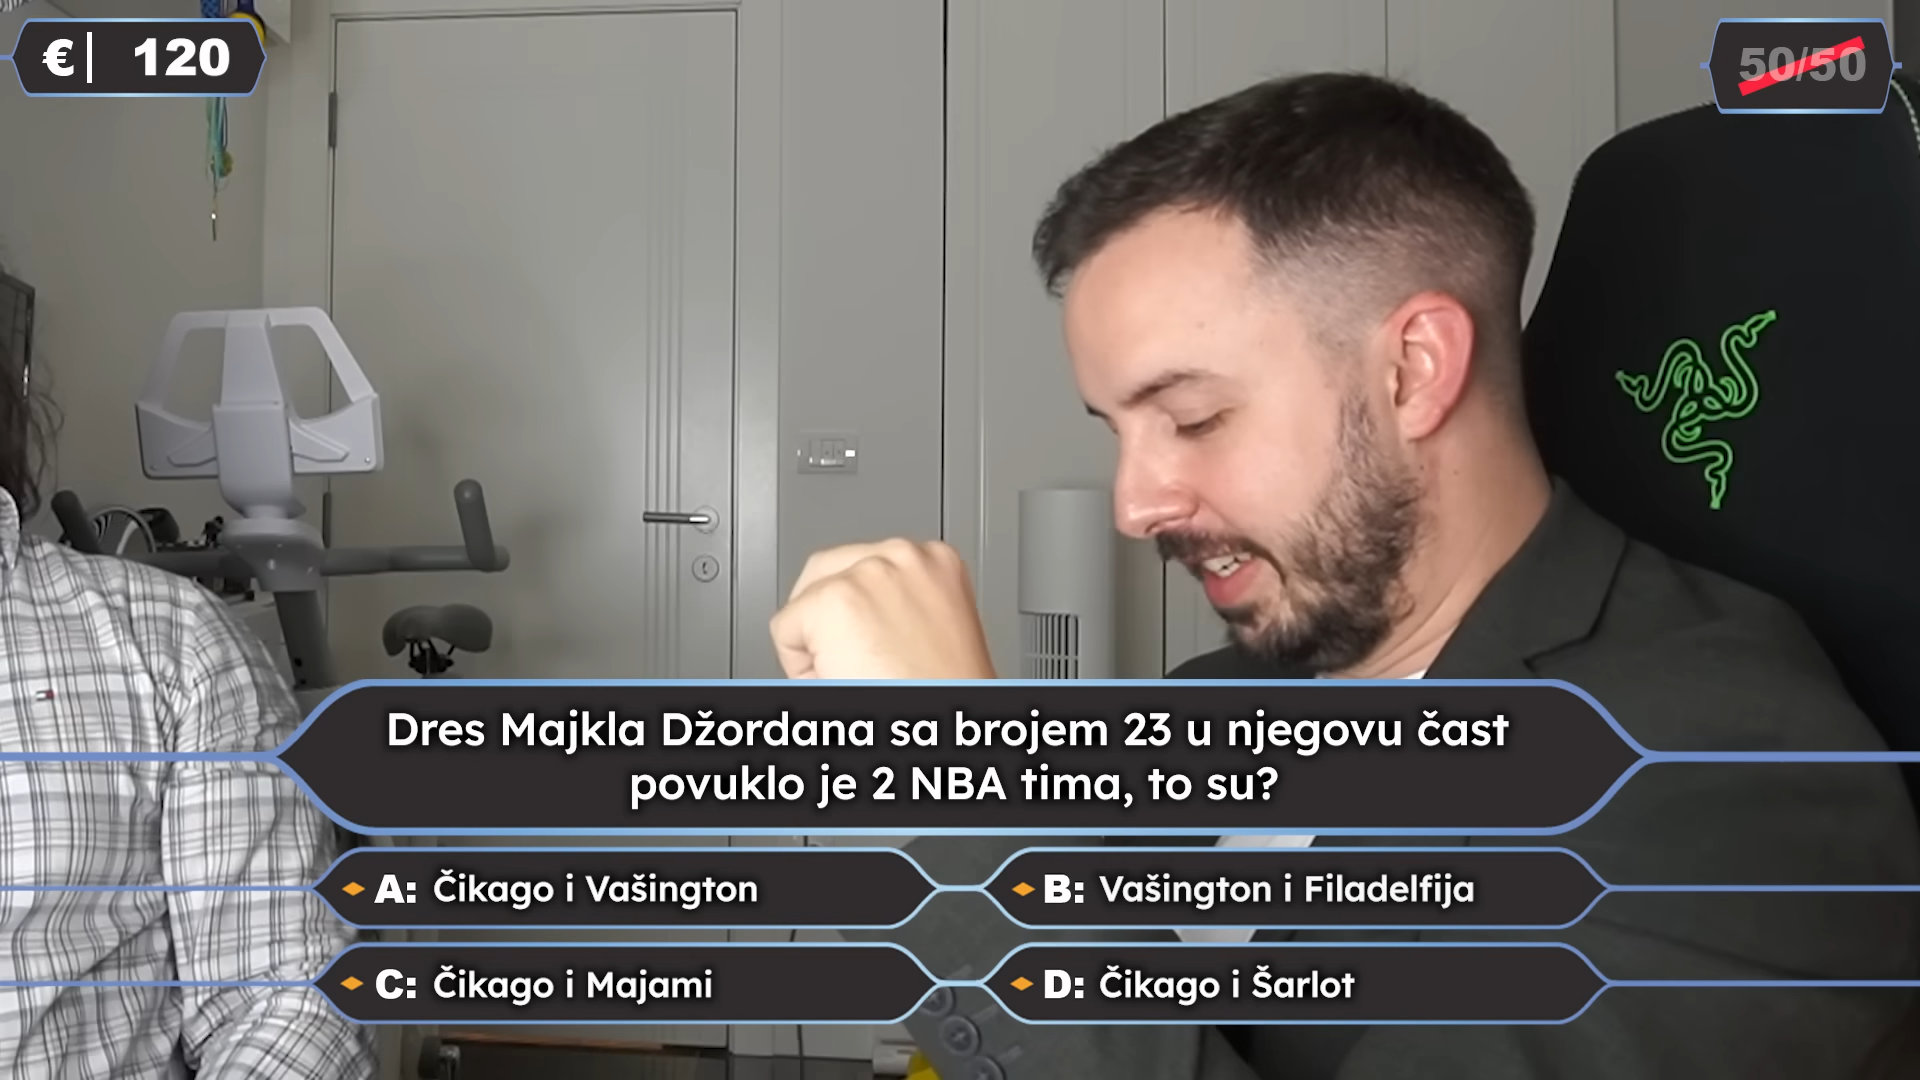 €| 120
50/50
Dres Majkla Džordana sa brojem 23 u njegovu čast
povuklo je 2 NBA tima, to su?
A: Čikago i Vašington
B: Vašington i Filadelfija
C: Čikago i Majami
D: Čikago i Šarlot